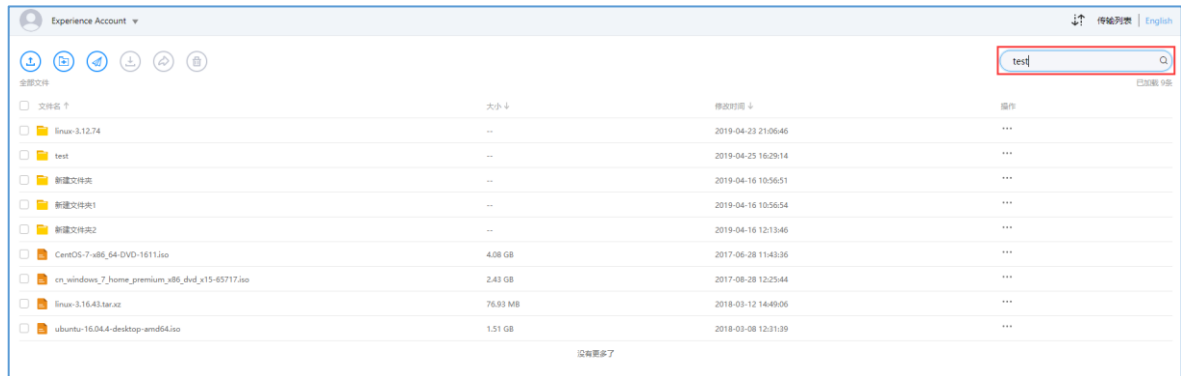 Experience Account 传输列表 English
test
全部文件 已加载 9条
文件名 大小 修改时间 操作
linux-3.12.74 -- 2019-04-23 21:06:46 ...
test -- 2019-04-25 16:29:14 ...
新建文件夹 -- 2019-04-16 10:56:51 ...
新建文件夹1 -- 2019-04-16 10:56:54 ...
新建文件夹2 -- 2019-04-16 12:13:46 ...
CentOS-7-x86_64-DVD-1611.iso 4.08 GB 2017-06-28 11:43:36 ...
cn_windows_7_home_premium_x86_dvd_x15-65717.iso 2.43 GB 2017-08-28 12:25:44 ...
linux-3.16.43.tar.xz 76.93 MB 2018-03-12 14:49:06 ...
ubuntu-16.04.4-desktop-amd64.iso 1.51 GB 2018-03-08 12:31:39 ...
没有更多了